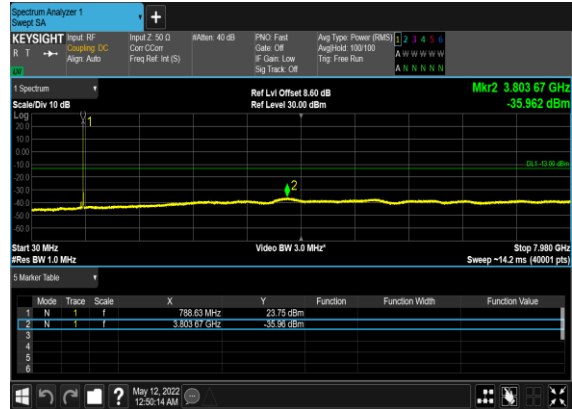 Spectrum Analyzer 1
Swept SA
+
KEYSIGHT
R T
Input: RF
Coupling: DC
Align: Auto
Input Z: 50 Ω
Corr CCorr
Freq Ref: Int (S)
#Atten: 40 dB
PNO: Fast
Gate: Off
IF Gain: Low
Sig Track: Off
Avg Type: Power (RMS)
Avg|Hold: 100/100
Trig: Free Run
1 2 3 4 5 6
A W W W W W
A N N N N N
1 Spectrum
Scale/Div 10 dB
Ref Lvl Offset 8.60 dB
Ref Level 30.00 dBm
Mkr2 3.803 67 GHz
-35.962 dBm
Log
20.0
10.0
0.00
-10.0
-20.0
-30.0
-40.0
-50.0
-60.0
1
2
DL1 -13.00 dBm
Start 30 MHz
#Res BW 1.0 MHz
Video BW 3.0 MHz*
Stop 7.980 GHz
Sweep ~14.2 ms (40001 pts)
5 Marker Table
Mode Trace Scale X Y Function Function Width Function Value
1 N 1 f 788.63 MHz 23.75 dBm
2 N 1 f 3.803 67 GHz -35.96 dBm
3
4
5
6
?
May 12, 2022
12:50:14 AM